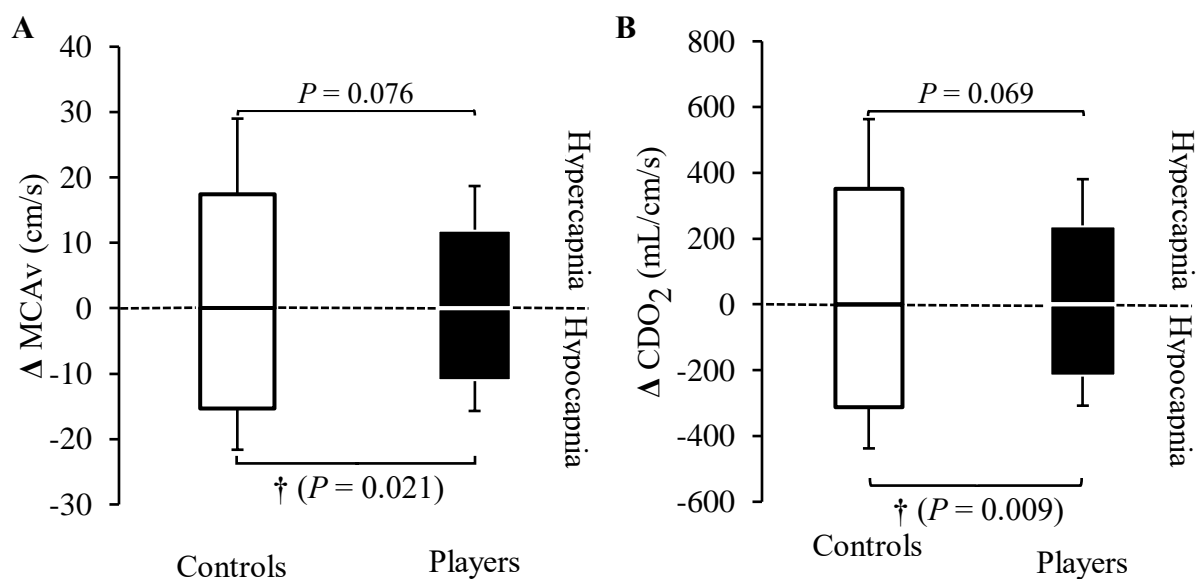 A
40
30
20
10
0
-10
-20
-30
Δ MCAv (cm/s)
P = 0.076
† (P = 0.021)
Hypercapnia
Hypocapnia
Controls
Players
B
800
600
400
200
0
-200
-400
-600
Δ CDO₂ (mL/cm/s)
P = 0.069
† (P = 0.009)
Hypercapnia
Hypocapnia
Controls
Players